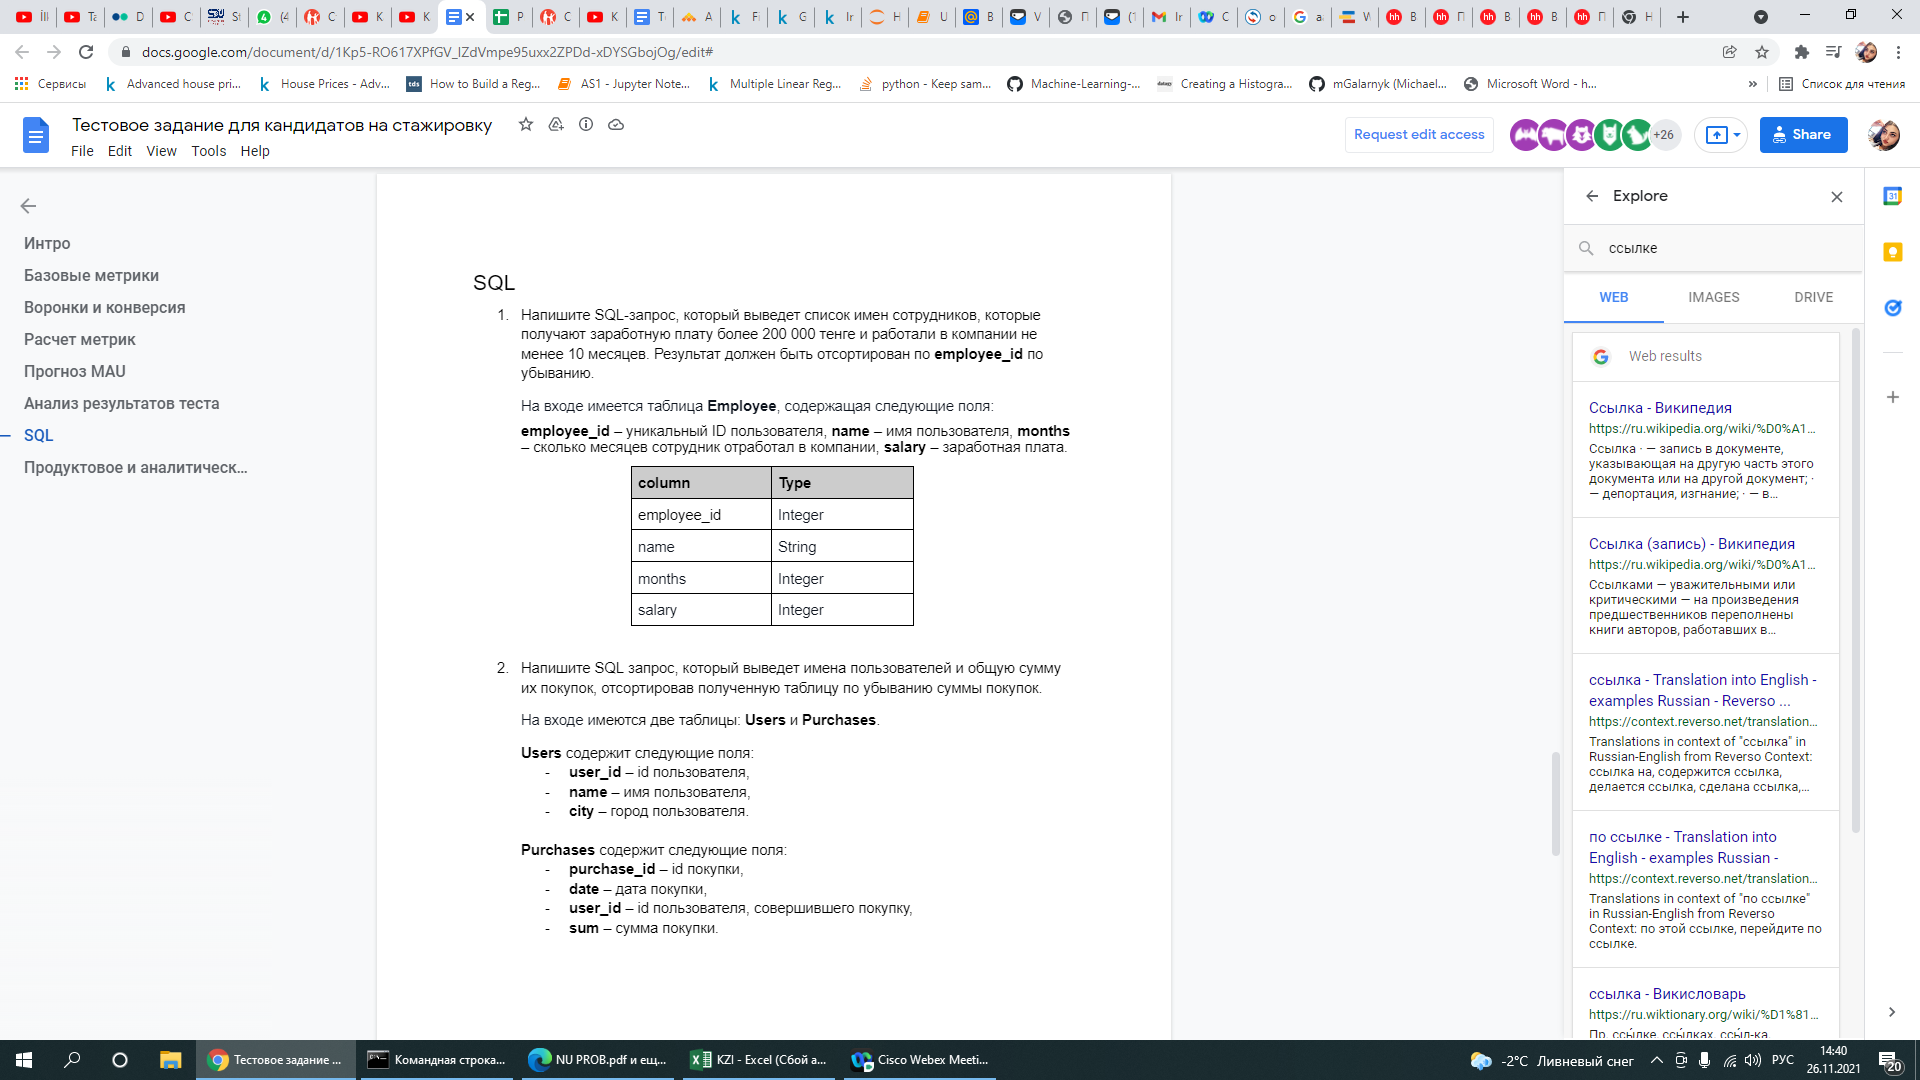 docs.google.com/document/d/1Kp5-RO617XPfGV_lZdVmpe95uxx2ZPDd-xDYSGbojOg/edit#
Сервисы
Advanced house pri...
House Prices - Adv...
How to Build a Reg...
AS1 - Jupyter Note...
Multiple Linear Reg...
python - Keep sam...
Machine-Learning-...
Creating a Histogra...
mGalarnyk (Michael...
Microsoft Word - h...
»
Список для чтения
Тестовое задание для кандидатов на стажировку
File Edit View Tools Help
Request edit access
+26
Share
Интро
Базовые метрики
Воронки и конверсия
Расчет метрик
Прогноз MAU
Анализ результатов теста
SQL
Продуктовое и аналитическ...
SQL
1. Напишите SQL-запрос, который выведет список имен сотрудников, которые
получают заработную плату более 200 000 тенге и работали в компании не
менее 10 месяцев. Результат должен быть отсортирован по employee_id по
убыванию.
На входе имеется таблица Employee, содержащая следующие поля:
employee_id – уникальный ID пользователя, name – имя пользователя, months
– сколько месяцев сотрудник отработал в компании, salary – заработная плата.
column Type
employee_id Integer
name String
months Integer
salary Integer
2. Напишите SQL запрос, который выведет имена пользователей и общую сумму
их покупок, отсортировав полученную таблицу по убыванию суммы покупок.
На входе имеются две таблицы: Users и Purchases.
Users содержит следующие поля:
- user_id – id пользователя,
- name – имя пользователя,
- city – город пользователя.
Purchases содержит следующие поля:
- purchase_id – id покупки,
- date – дата покупки,
- user_id – id пользователя, совершившего покупку,
- sum – сумма покупки.
Explore
ссылке
WEB IMAGES DRIVE
Web results
Ссылка - Википедия
https://ru.wikipedia.org/wiki/%D0%A1...
Ссылка · — запись в документе,
указывающая на другую часть этого
документа или на другой документ; ·
— депортация, изгнание; · — в...
Ссылка (запись) - Википедия
https://ru.wikipedia.org/wiki/%D0%A1...
Ссылками — уважительными или
критическими — на произведения
предшественников переполнены
книги авторов, работавших в...
ссылка - Translation into English -
examples Russian - Reverso ...
https://context.reverso.net/translation...
Translations in context of "ссылка" in
Russian-English from Reverso Context:
ссылка на, содержится ссылка,
делается ссылка, сделана ссылка,...
по ссылке - Translation into
English - examples Russian -
https://context.reverso.net/translation...
Translations in context of "по ссылке"
in Russian-English from Reverso
Context: по этой ссылке, перейдите по
ссылке.
ссылка - Викисловарь
https://ru.wiktionary.org/wiki/%D1%81...
Пр. ссы́лке, ссы́лках. ссы́л-ка.
31
Тестовое задание ...
Командная строка...
NU PROB.pdf и ещ...
KZI - Excel (Сбой а...
Cisco Webex Meeti...
-2°C Ливневый снег
РУС
14:40
26.11.2021
20